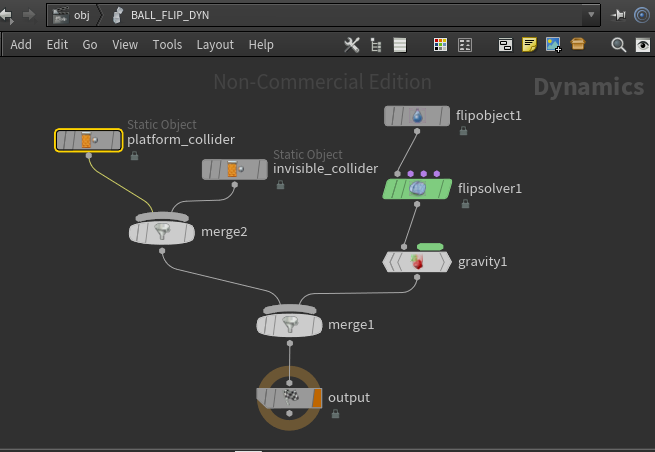 obj BALL_FLIP_DYN
Add Edit Go View Tools Layout Help
Non-Commercial Edition
Dynamics
Static Object
platform_collider
flipobject1
Static Object
invisible_collider
flipsolver1
merge2
gravity1
merge1
output